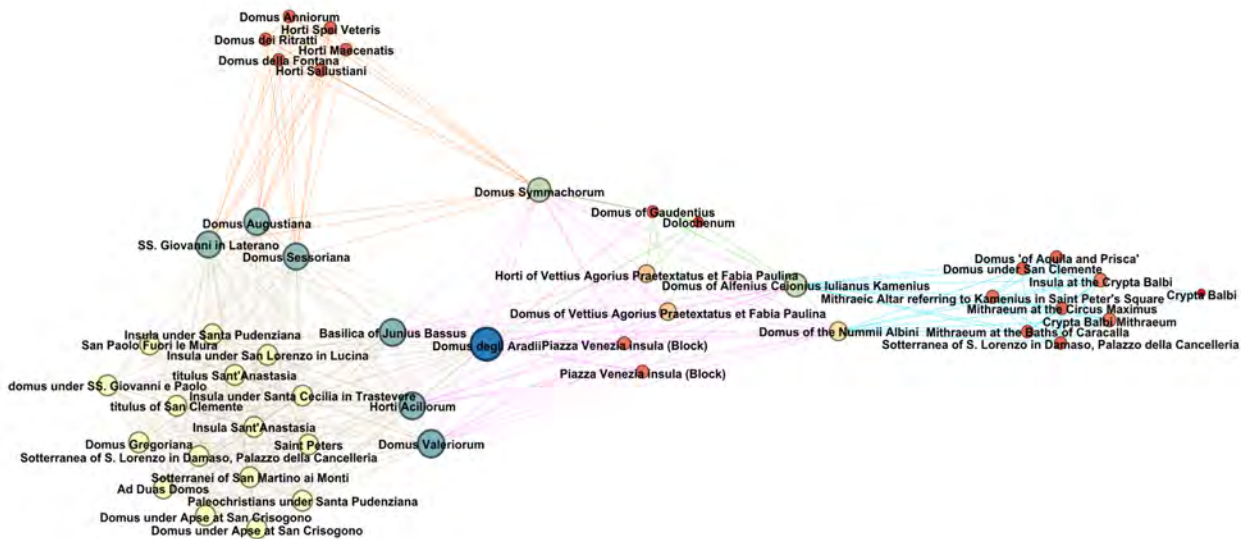 Domus Anniorum
Horti Spei Veteris
Domus dei Ritratti
Horti Maecenatis
Domus della Fontana
Horti Sallustiani
Domus Symmachorum
Domus of Gaudentius
Dolochenum
Domus Augustiana
SS. Giovanni in Laterano
Domus Sessoriana
Domus 'of Aquila and Prisca'
Domus under San Clemente
Insula at the Crypta Balbi
Horti of Vettius Agorius Praetextatus et Fabia Paulina
Domus of Alfenius Ceionius Iulianus Kamenius
Crypta Balbi
Mithraeic Altar referring to Kamenius in Saint Peter's Square
Mithraeum at the Circus Maximus
Domus of Vettius Agorius Praetextatus et Fabia Paulina
Crypta Balbi Mithraeum
Insula under Santa Pudenziana
Basilica of Junius Bassus
Domus of the Nummii Albini
Mithraeum at the Baths of Caracalla
San Paolo Fuori le Mura
Domus degli Aradii
Piazza Venezia Insula (Block)
Sotterranea of S. Lorenzo in Damaso, Palazzo della Cancelleria
Insula under San Lorenzo in Lucina
titulus Sant'Anastasia
Piazza Venezia Insula (Block)
domus under SS. Giovanni e Paolo
Insula under Santa Cecilia in Trastevere
titulus of San Clemente
Horti Aciliorum
Insula Sant'Anastasia
Domus Gregoriana
Saint Peters
Domus Valeriorum
Sotterranea of S. Lorenzo in Damaso, Palazzo della Cancelleria
Sotterranei of San Martino ai Monti
Ad Duas Domos
Paleochristians under Santa Pudenziana
Domus under Apse at San Crisogono
Domus under Apse at San Crisogono